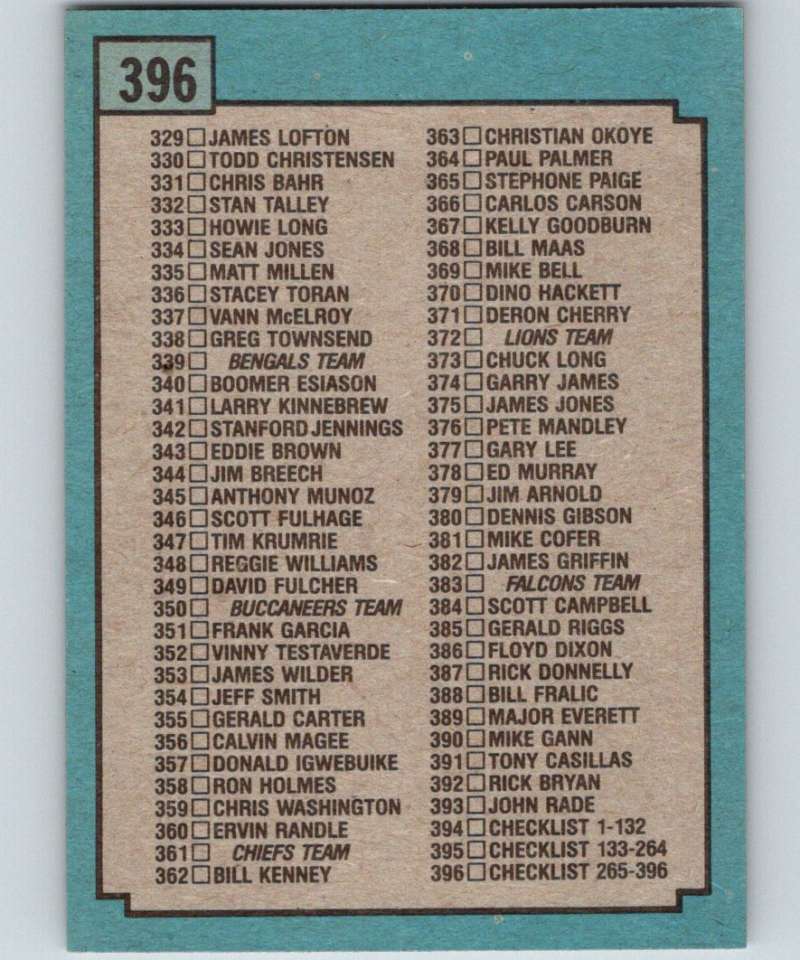 396
329 JAMES LOFTON
330 TODD CHRISTENSEN
331 CHRIS BAHR
332 STAN TALLEY
333 HOWIE LONG
334 SEAN JONES
335 MATT MILLEN
336 STACEY TORAN
337 VANN McELROY
338 GREG TOWNSEND
339 BENGALS TEAM
340 BOOMER ESIASON
341 LARRY KINNEBREW
342 STANFORD JENNINGS
343 EDDIE BROWN
344 JIM BREECH
345 ANTHONY MUNOZ
346 SCOTT FULHAGE
347 TIM KRUMRIE
348 REGGIE WILLIAMS
349 DAVID FULCHER
350 BUCCANEERS TEAM
351 FRANK GARCIA
352 VINNY TESTAVERDE
353 JAMES WILDER
354 JEFF SMITH
355 GERALD CARTER
356 CALVIN MAGEE
357 DONALD IGWEBUIKE
358 RON HOLMES
359 CHRIS WASHINGTON
360 ERVIN RANDLE
361 CHIEFS TEAM
362 BILL KENNEY
363 CHRISTIAN OKOYE
364 PAUL PALMER
365 STEPHONE PAIGE
366 CARLOS CARSON
367 KELLY GOODBURN
368 BILL MAAS
369 MIKE BELL
370 DINO HACKETT
371 DERON CHERRY
372 LIONS TEAM
373 CHUCK LONG
374 GARRY JAMES
375 JAMES JONES
376 PETE MANDLEY
377 GARY LEE
378 ED MURRAY
379 JIM ARNOLD
380 DENNIS GIBSON
381 MIKE COFER
382 JAMES GRIFFIN
383 FALCONS TEAM
384 SCOTT CAMPBELL
385 GERALD RIGGS
386 FLOYD DIXON
387 RICK DONNELLY
388 BILL FRALIC
389 MAJOR EVERETT
390 MIKE GANN
391 TONY CASILLAS
392 RICK BRYAN
393 JOHN RADE
394 CHECKLIST 1-132
395 CHECKLIST 133-264
396 CHECKLIST 265-396